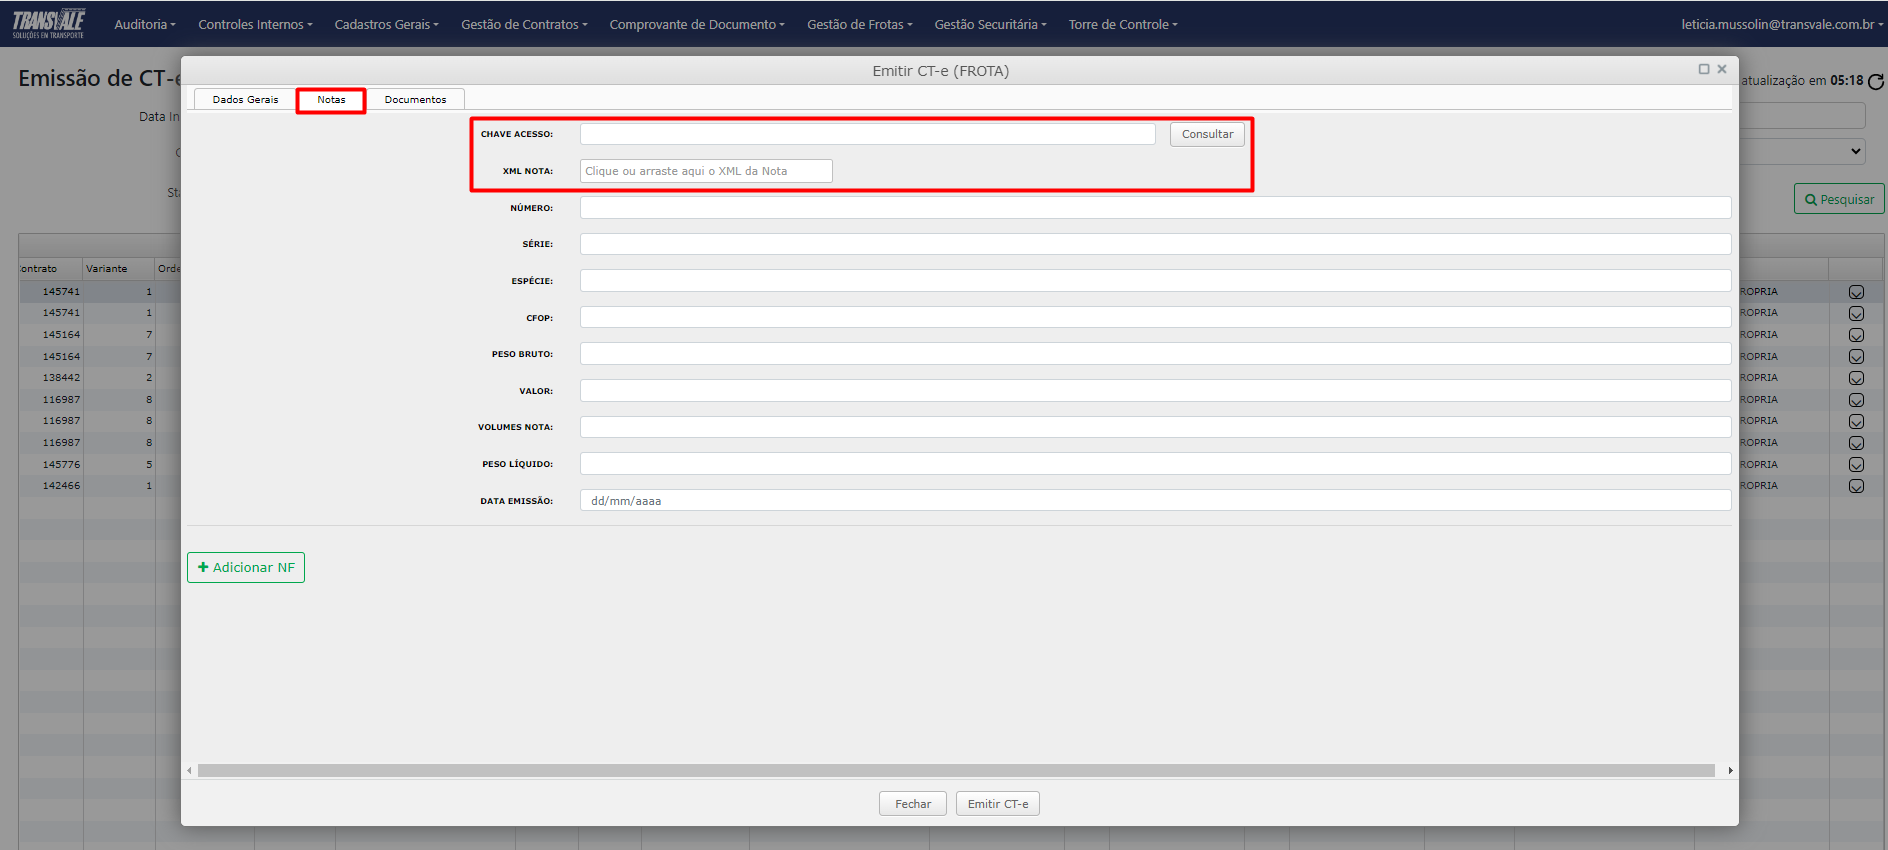 TRANSVALE
SOLUÇÕES EM TRANSPORTE
Auditoria
Controles Internos
Cadastros Gerais
Gestão de Contratos
Comprovante de Documento
Gestão de Frotas
Gestão Securitária
Torre de Controle
leticia.mussolin@transvale.com.br
Emissão de CT-e
atualização em 05:18
Data In
Sta
Pesquisar
Emitir CT-e (FROTA)
Dados Gerais
Notas
Documentos
CHAVE ACESSO:
Consultar
XML NOTA:
Clique ou arraste aqui o XML da Nota
NÚMERO:
SÉRIE:
ESPÉCIE:
CFOP:
PESO BRUTO:
VALOR:
VOLUMES NOTA:
PESO LÍQUIDO:
DATA EMISSÃO:
dd/mm/aaaa
Adicionar NF
Fechar
Emitir CT-e
ontrato Variante Orde
145741 1 ROPRIA
145741 1 ROPRIA
145164 7 ROPRIA
145164 7 ROPRIA
138442 2 ROPRIA
116987 8 ROPRIA
116987 8 ROPRIA
116987 8 ROPRIA
145776 5 ROPRIA
142466 1 ROPRIA